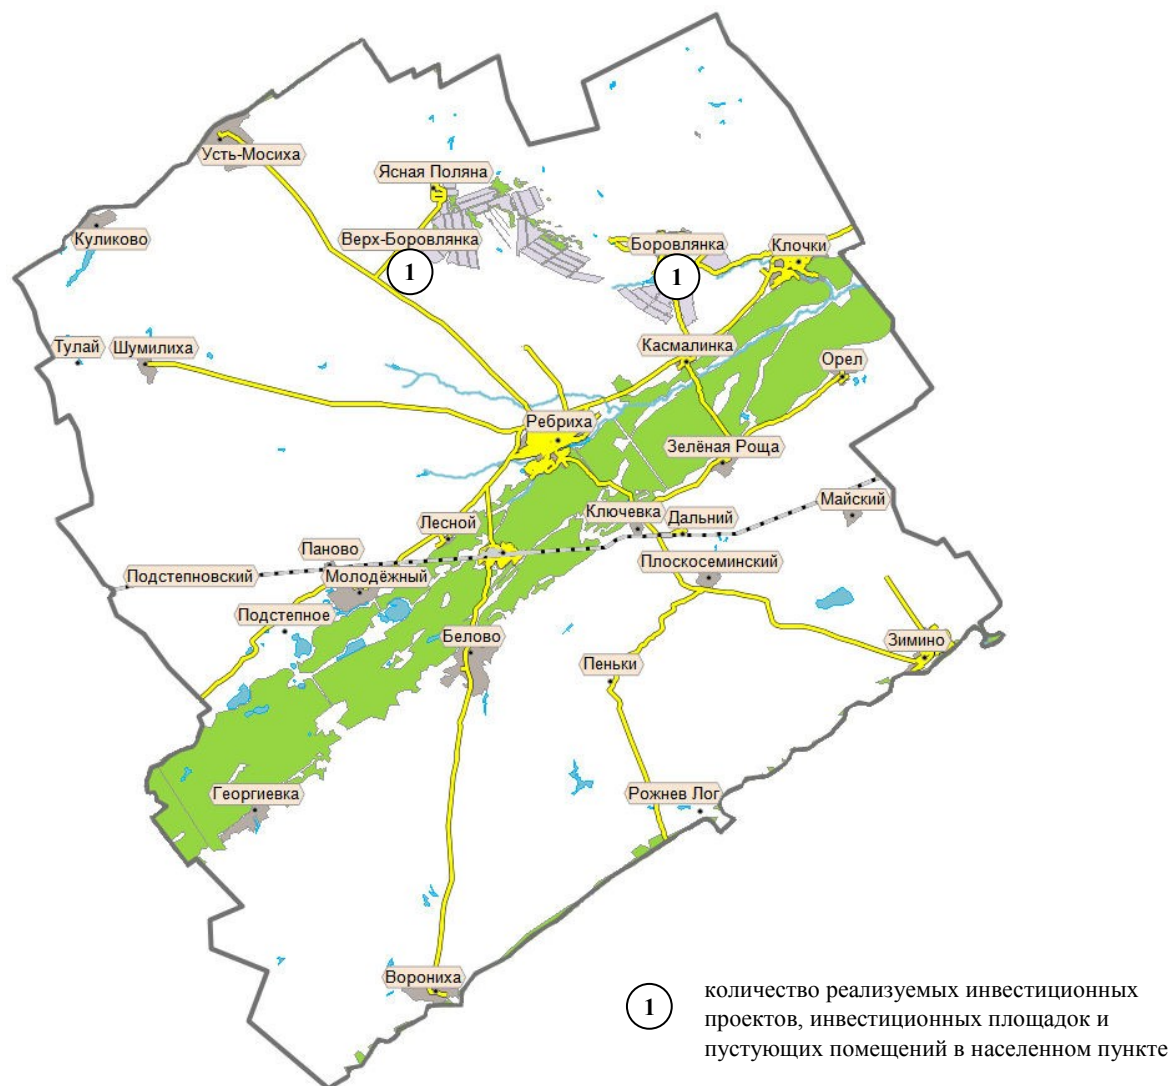 Усть-Мосиха
Ясная Поляна
Куликово
Верх-Боровлянка
Боровлянка
Клочки
1
1
Тулай
Шумилиха
Касмалинка
Орел
Ребриха
Зелёная Роща
Майский
Лесной
Ключевка
Дальний
Паново
Подстепновский
Молодёжный
Плоскосеминский
Подстепное
Белово
Зимино
Пеньки
Георгиевка
Рожнев Лог
Ворониха
1
количество реализуемых инвестиционных
проектов, инвестиционных площадок и
пустующих помещений в населенном пункте